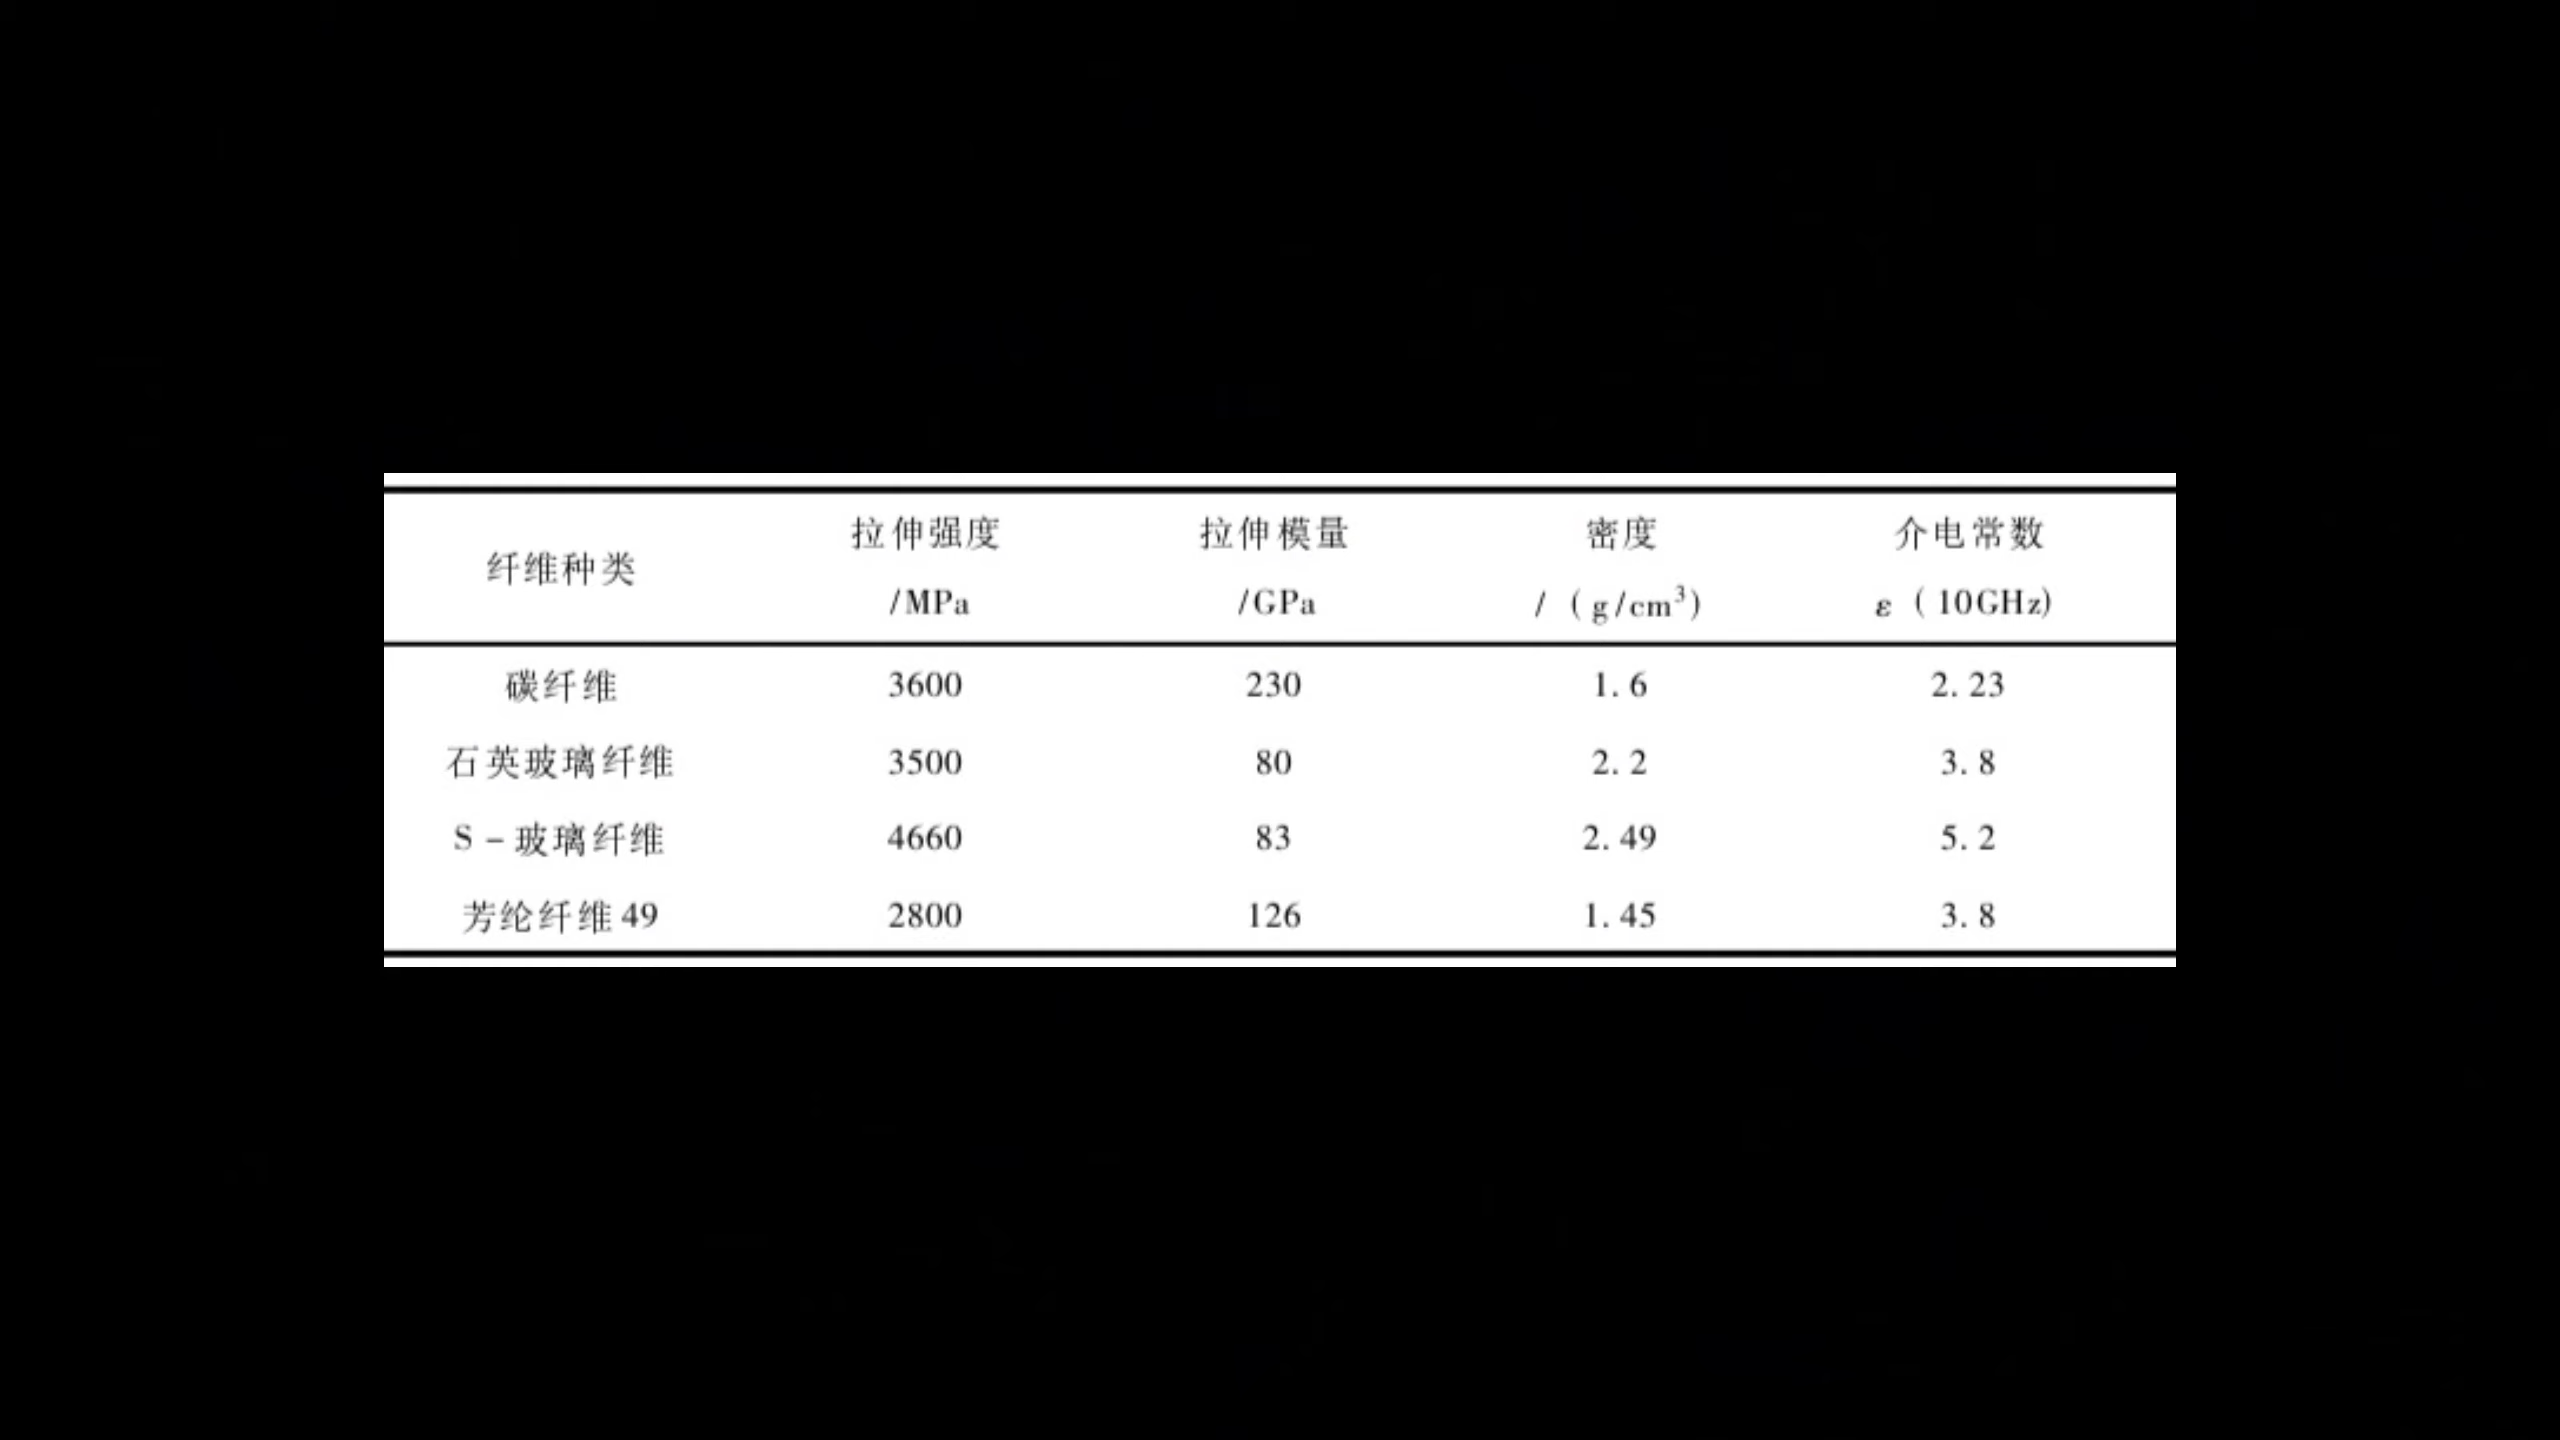 纤维种类 拉伸强度 /MPa 拉伸模量 /GPa 密度 / (g/cm³) 介电常数 ε (10GHz)
碳纤维 3600 230 1.6 2.23
石英玻璃纤维 3500 80 2.2 3.8
S-玻璃纤维 4660 83 2.49 5.2
芳纶纤维49 2800 126 1.45 3.8